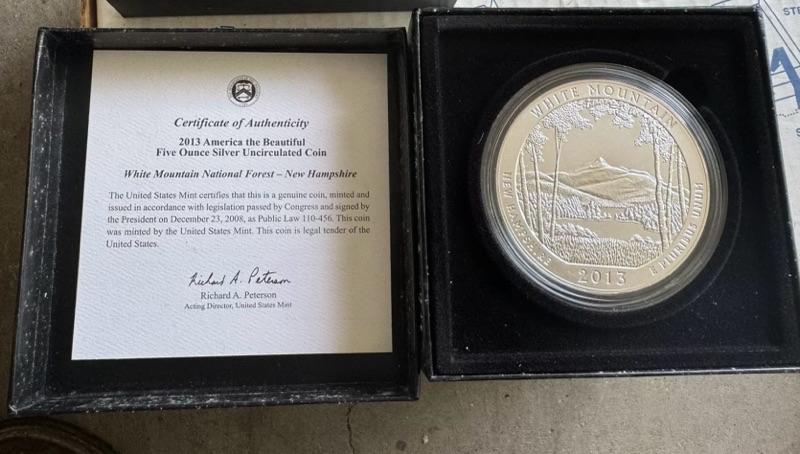 Certificate of Authenticity
2013 America the Beautiful
Five Ounce Silver Uncirculated Coin
White Mountain National Forest – New Hampshire
The United States Mint certifies that this is a genuine coin, minted and
issued in accordance with legislation passed by Congress and signed by
the President on December 23, 2008, as Public Law 110-456. This coin
was minted by the United States Mint. This coin is legal tender of the
United States.
Richard A. Peterson
Richard A. Peterson
Acting Director, United States Mint
WHITE MOUNTAIN
NEW HAMPSHIRE
2013
E PLURIBUS UNUM